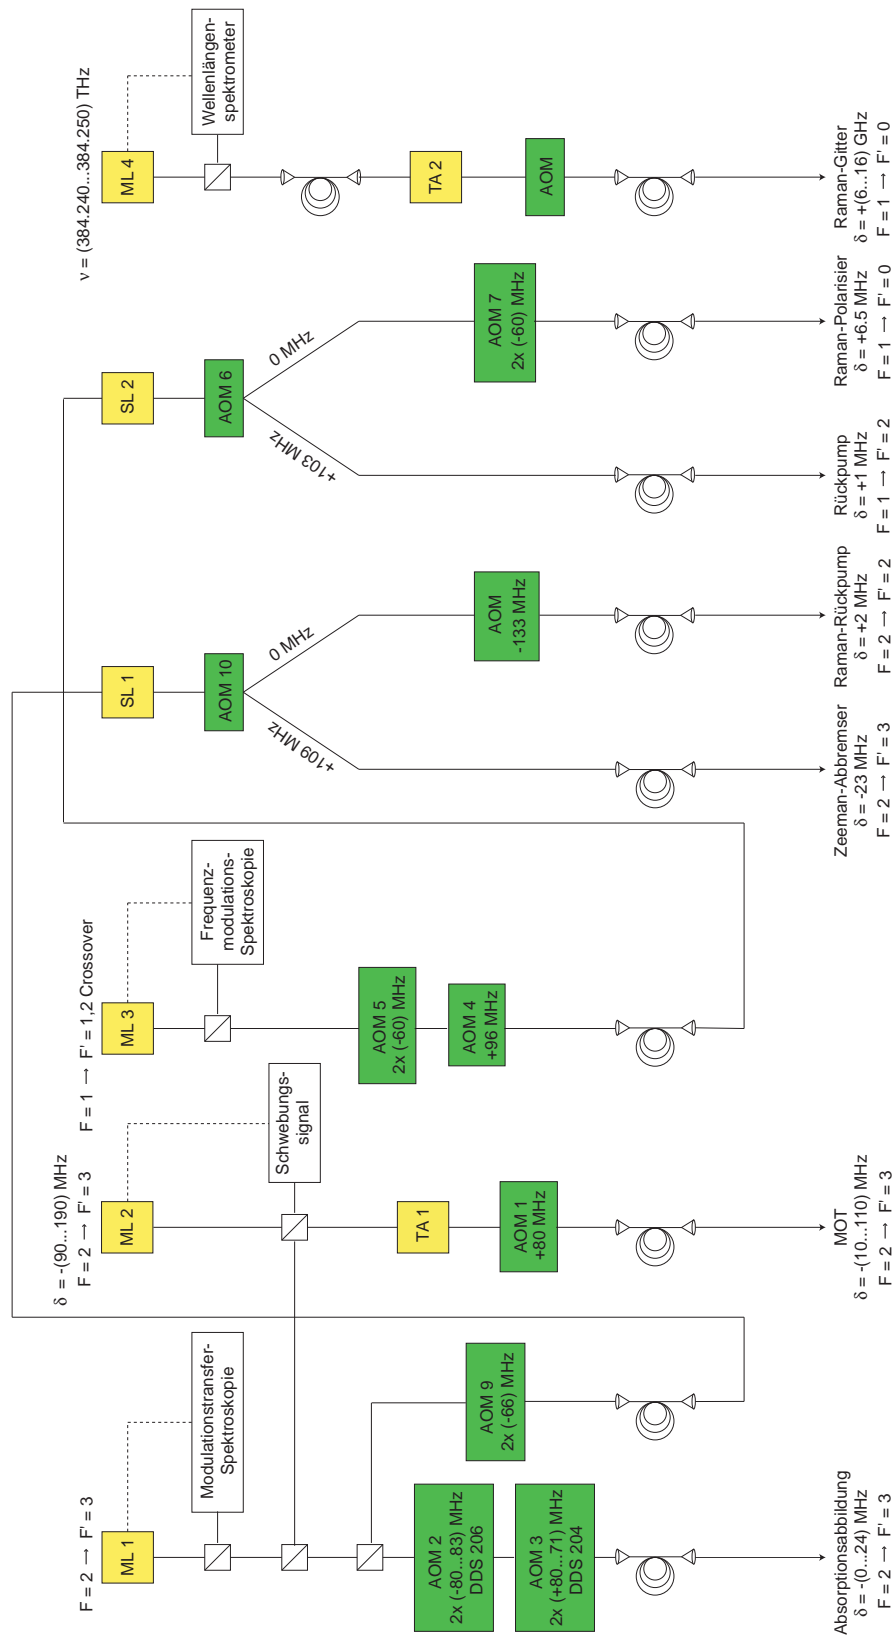 F = 2 → F' = 3
ML 1
Modulationstransfer-
Spektroskopie
AOM 2
2x (-80...83) MHz
DDS 206
AOM 3
2x (+80...71) MHz
DDS 204
Absorptionsabbildung
δ = -(0...24) MHz
F = 2 → F' = 3
AOM 9
2x (-66) MHz
δ = -(90...190) MHz
F = 2 → F' = 3
ML 2
Schwebungs-
signal
TA 1
AOM 1
+80 MHz
MOT
δ = -(10...110) MHz
F = 2 → F' = 3
F = 1 → F' = 1,2 Crossover
ML 3
Frequenz-
modulations-
Spektroskopie
AOM 5
2x (-60) MHz
AOM 4
+96 MHz
SL 1
AOM 10
+109 MHz
0 MHz
AOM
-133 MHz
Zeeman-Abbremser
δ = -23 MHz
F = 2 → F' = 3
Raman-Rückpump
δ = +2 MHz
F = 2 → F' = 2
SL 2
AOM 6
+103 MHz
0 MHz
AOM 7
2x (-60) MHz
Rückpump
δ = +1 MHz
F = 1 → F' = 2
Raman-Polarisier
δ = +6.5 MHz
F = 1 → F' = 0
ν = (384.240...384.250) THz
ML 4
Wellenlängen-
spektrometer
TA 2
AOM
Raman-Gitter
δ = +(6...16) GHz
F = 1 → F' = 0